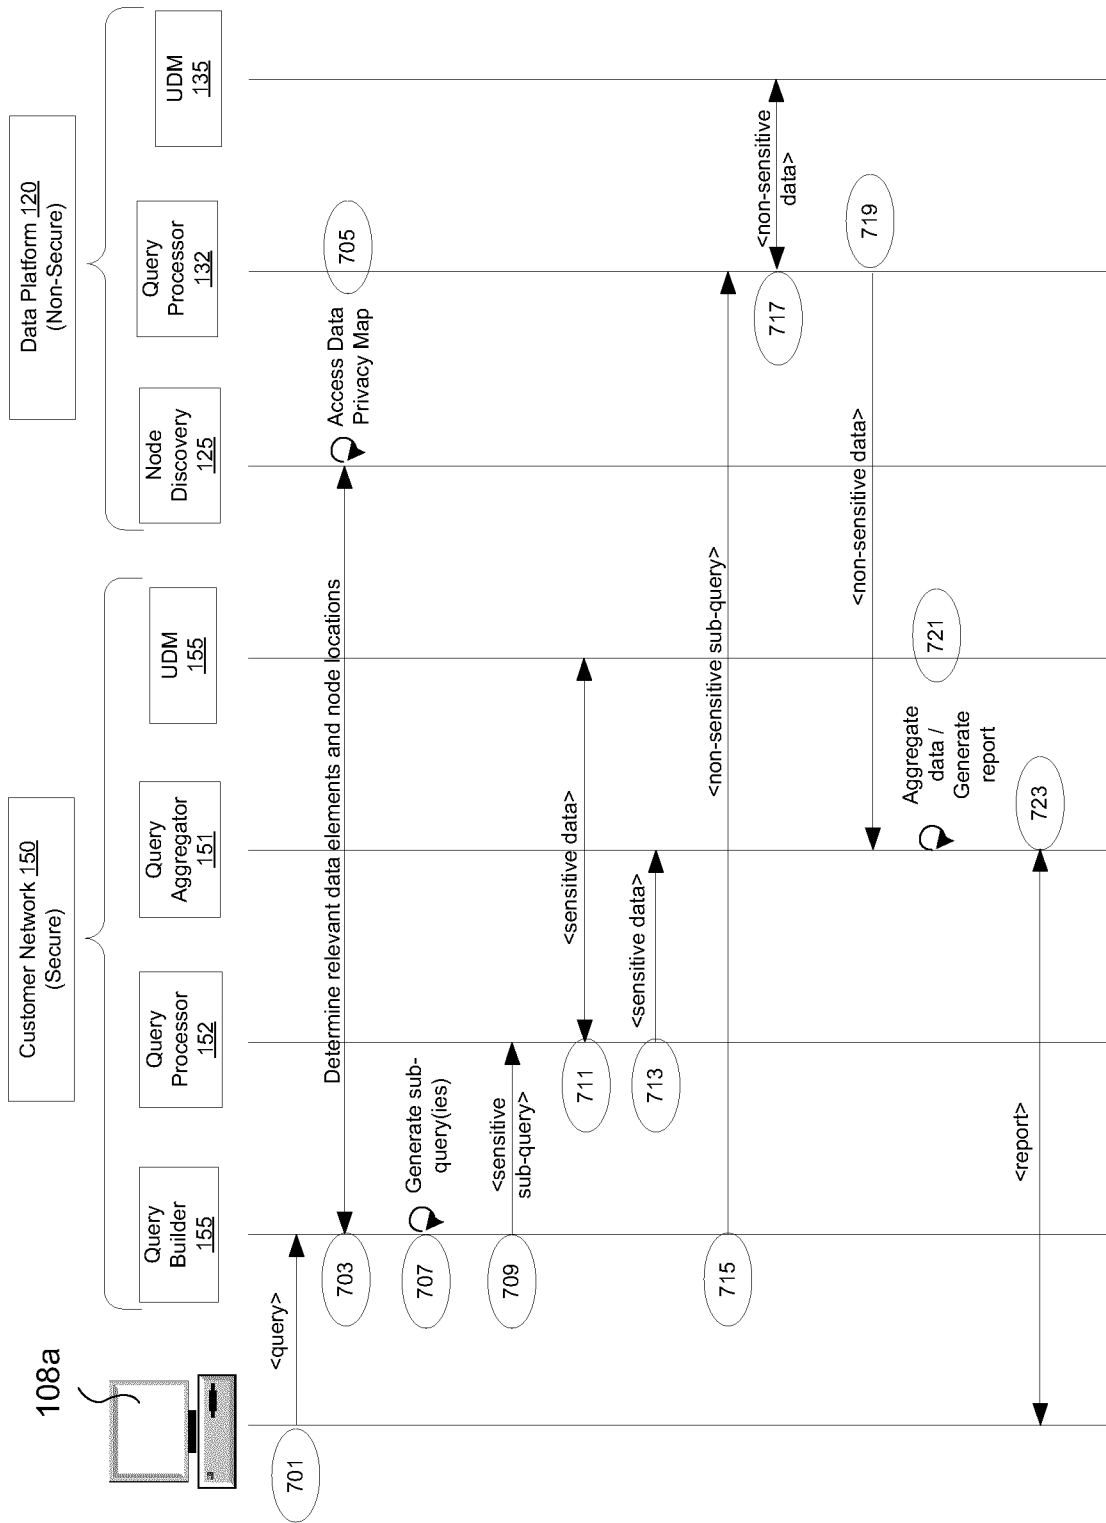 Customer Network 150
(Secure)
Data Platform 120
(Non-Secure)
108a
Query
Builder
155
Query
Processor
152
Query
Aggregator
151
UDM
155
Node
Discovery
125
Query
Processor
132
UDM
135
701
<query>
703
Determine relevant data elements and node locations
Access Data
Privacy Map
705
707
Generate sub-
query(ies)
709
<sensitive
sub-query>
711
<sensitive data>
713
<sensitive data>
715
<non-sensitive sub-query>
717
<non-sensitive
data>
<non-sensitive data>
719
Aggregate
data /
Generate
report
721
<report>
723